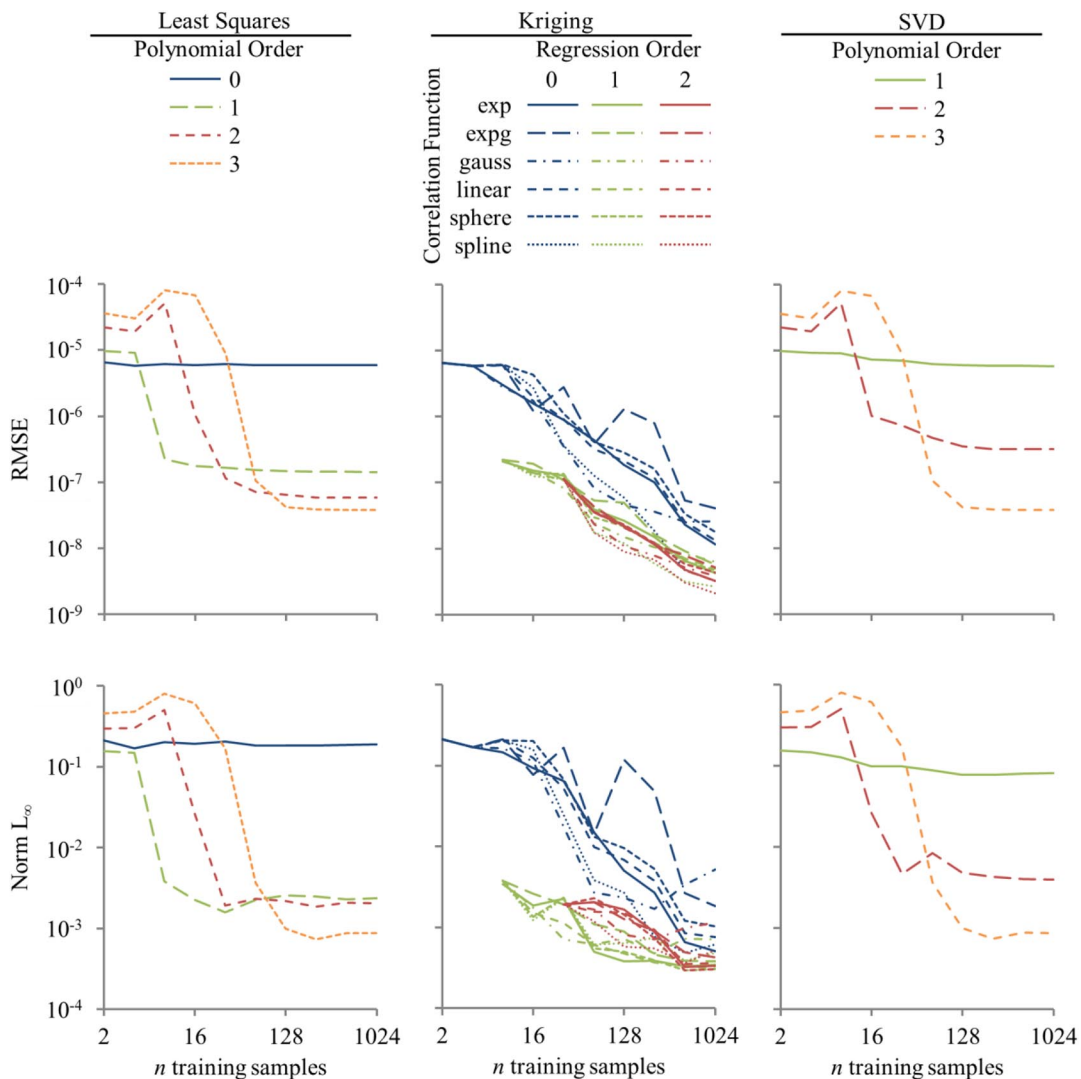 Least Squares
Polynomial Order
0
1
2
3
Kriging
Regression Order
0 1 2
Correlation Function
exp
expg
gauss
linear
sphere
spline
SVD
Polynomial Order
1
2
3
RMSE
10⁻⁴
10⁻⁵
10⁻⁶
10⁻⁷
10⁻⁸
10⁻⁹
Norm L∞
10⁰
10⁻¹
10⁻²
10⁻³
10⁻⁴
2 16 128 1024
n training samples
2 16 128 1024
n training samples
2 16 128 1024
n training samples